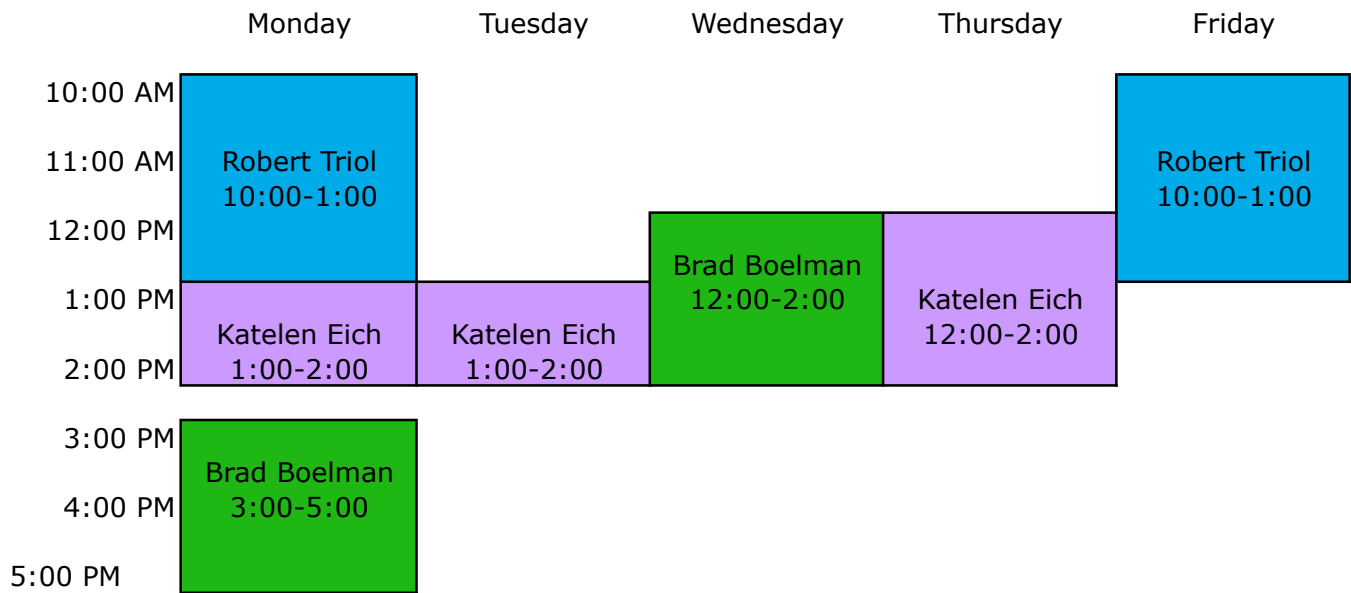 Monday Tuesday Wednesday Thursday Friday
10:00 AM
11:00 AM Robert Triol Robert Triol
10:00-1:00 10:00-1:00
12:00 PM
Brad Boelman
1:00 PM 12:00-2:00 Katelen Eich
Katelen Eich Katelen Eich 12:00-2:00
2:00 PM 1:00-2:00 1:00-2:00
3:00 PM
Brad Boelman
4:00 PM 3:00-5:00
5:00 PM